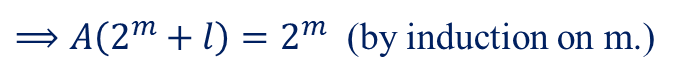 ⟹ A(2^m + l) = 2^m (by induction on m.)